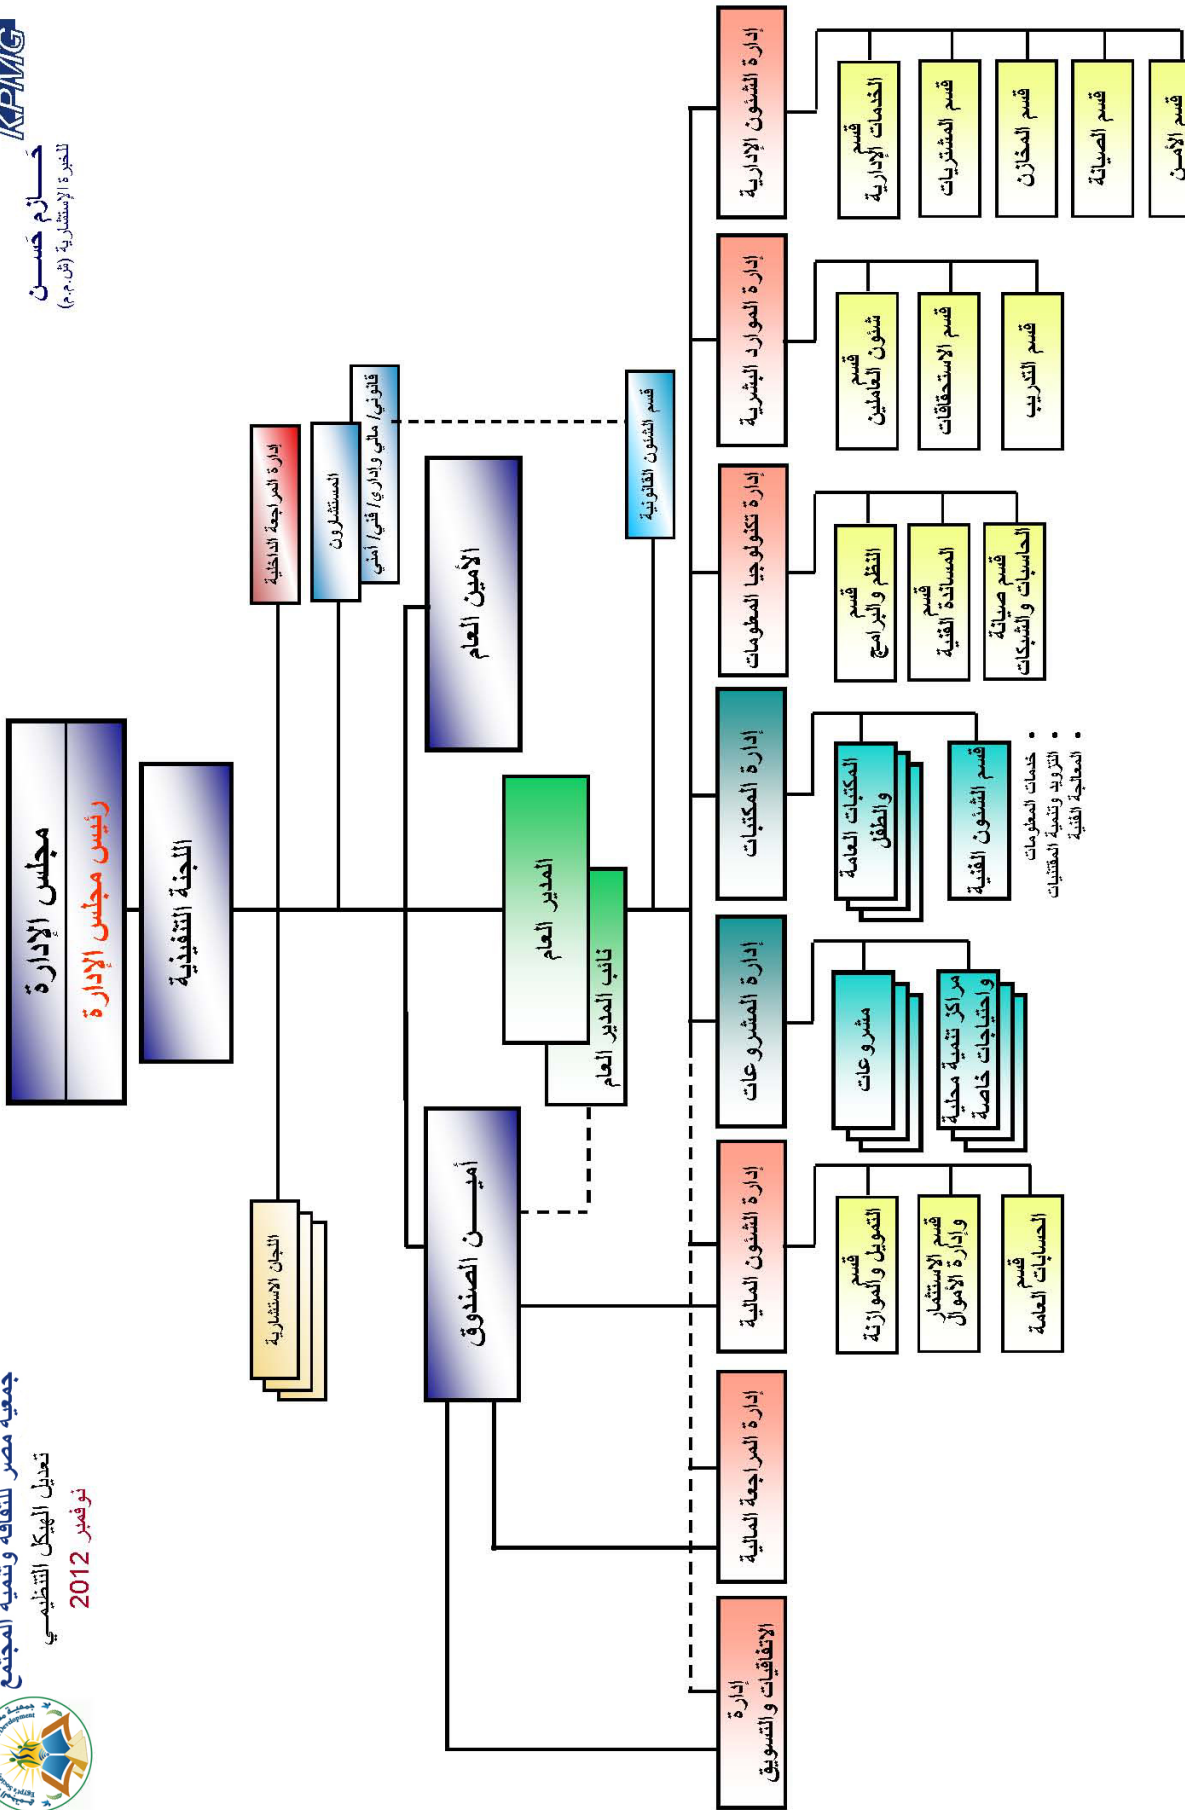 جمعية مصر للثقافة وتنمية المجتمع
تعديل الهيكل التنظيمي
نوفمبر 2012
KPMG
حازم حسن
للخبرة الإستشارية (ش.م.م)
مجلس الإدارة
رئيس مجلس الإدارة
اللجنة التنفيذية
إدارة المراجعة الداخلية
اللجان الاستشارية
المستشارون
قانوني/ مالي وإداري/ فني/ أمني
الأمين العام
أمين الصندوق
المدير العام
نائب المدير العام
قسم الشئون القانونية
إدارة الشئون الإدارية
إدارة الموارد البشرية
إدارة تكنولوجيا المعلومات
إدارة المكتبات
إدارة المشروعات
إدارة الشئون المالية
إدارة المراجعة المالية
إدارة
الاتفاقيات والتسويق
قسم
الخدمات الإدارية
قسم المشتريات
قسم المخازن
قسم الصيانة
قسم الأمن
قسم
شئون العاملين
قسم الاستحقاقات
قسم التدريب
قسم
النظم والبرامج
قسم
المساندة الفنية
قسم صيانة
الحاسبات والشبكات
المكتبات العامة
والطفل
قسم الشئون الفنية
• خدمات المعلومات
• التزويد وتنمية المقتنيات
• المعالجة الفنية
مشروعات
مراكز تنمية محلية
واحتياجات خاصة
قسم
التمويل والموازنة
قسم الاستثمار
وإدارة الأموال
قسم
الحسابات العامة